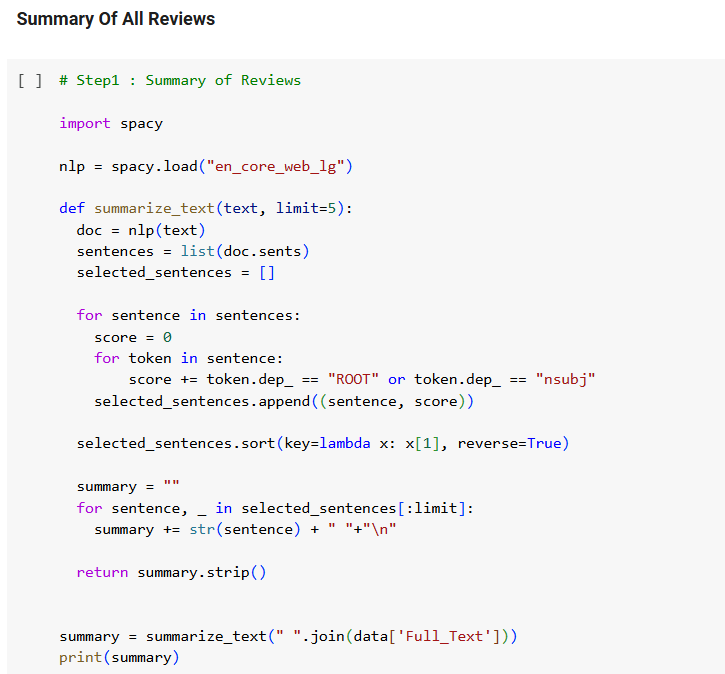 Summary Of All Reviews
[ ] # Step1 : Summary of Reviews
import spacy
nlp = spacy.load("en_core_web_lg")
def summarize_text(text, limit=5):
  doc = nlp(text)
  sentences = list(doc.sents)
  selected_sentences = []
  for sentence in sentences:
    score = 0
    for token in sentence:
        score += token.dep_ == "ROOT" or token.dep_ == "nsubj"
    selected_sentences.append((sentence, score))
  selected_sentences.sort(key=lambda x: x[1], reverse=True)
  summary = ""
  for sentence, _ in selected_sentences[:limit]:
    summary += str(sentence) + " "+"\n"
  return summary.strip()
summary = summarize_text(" ".join(data['Full_Text']))
print(summary)